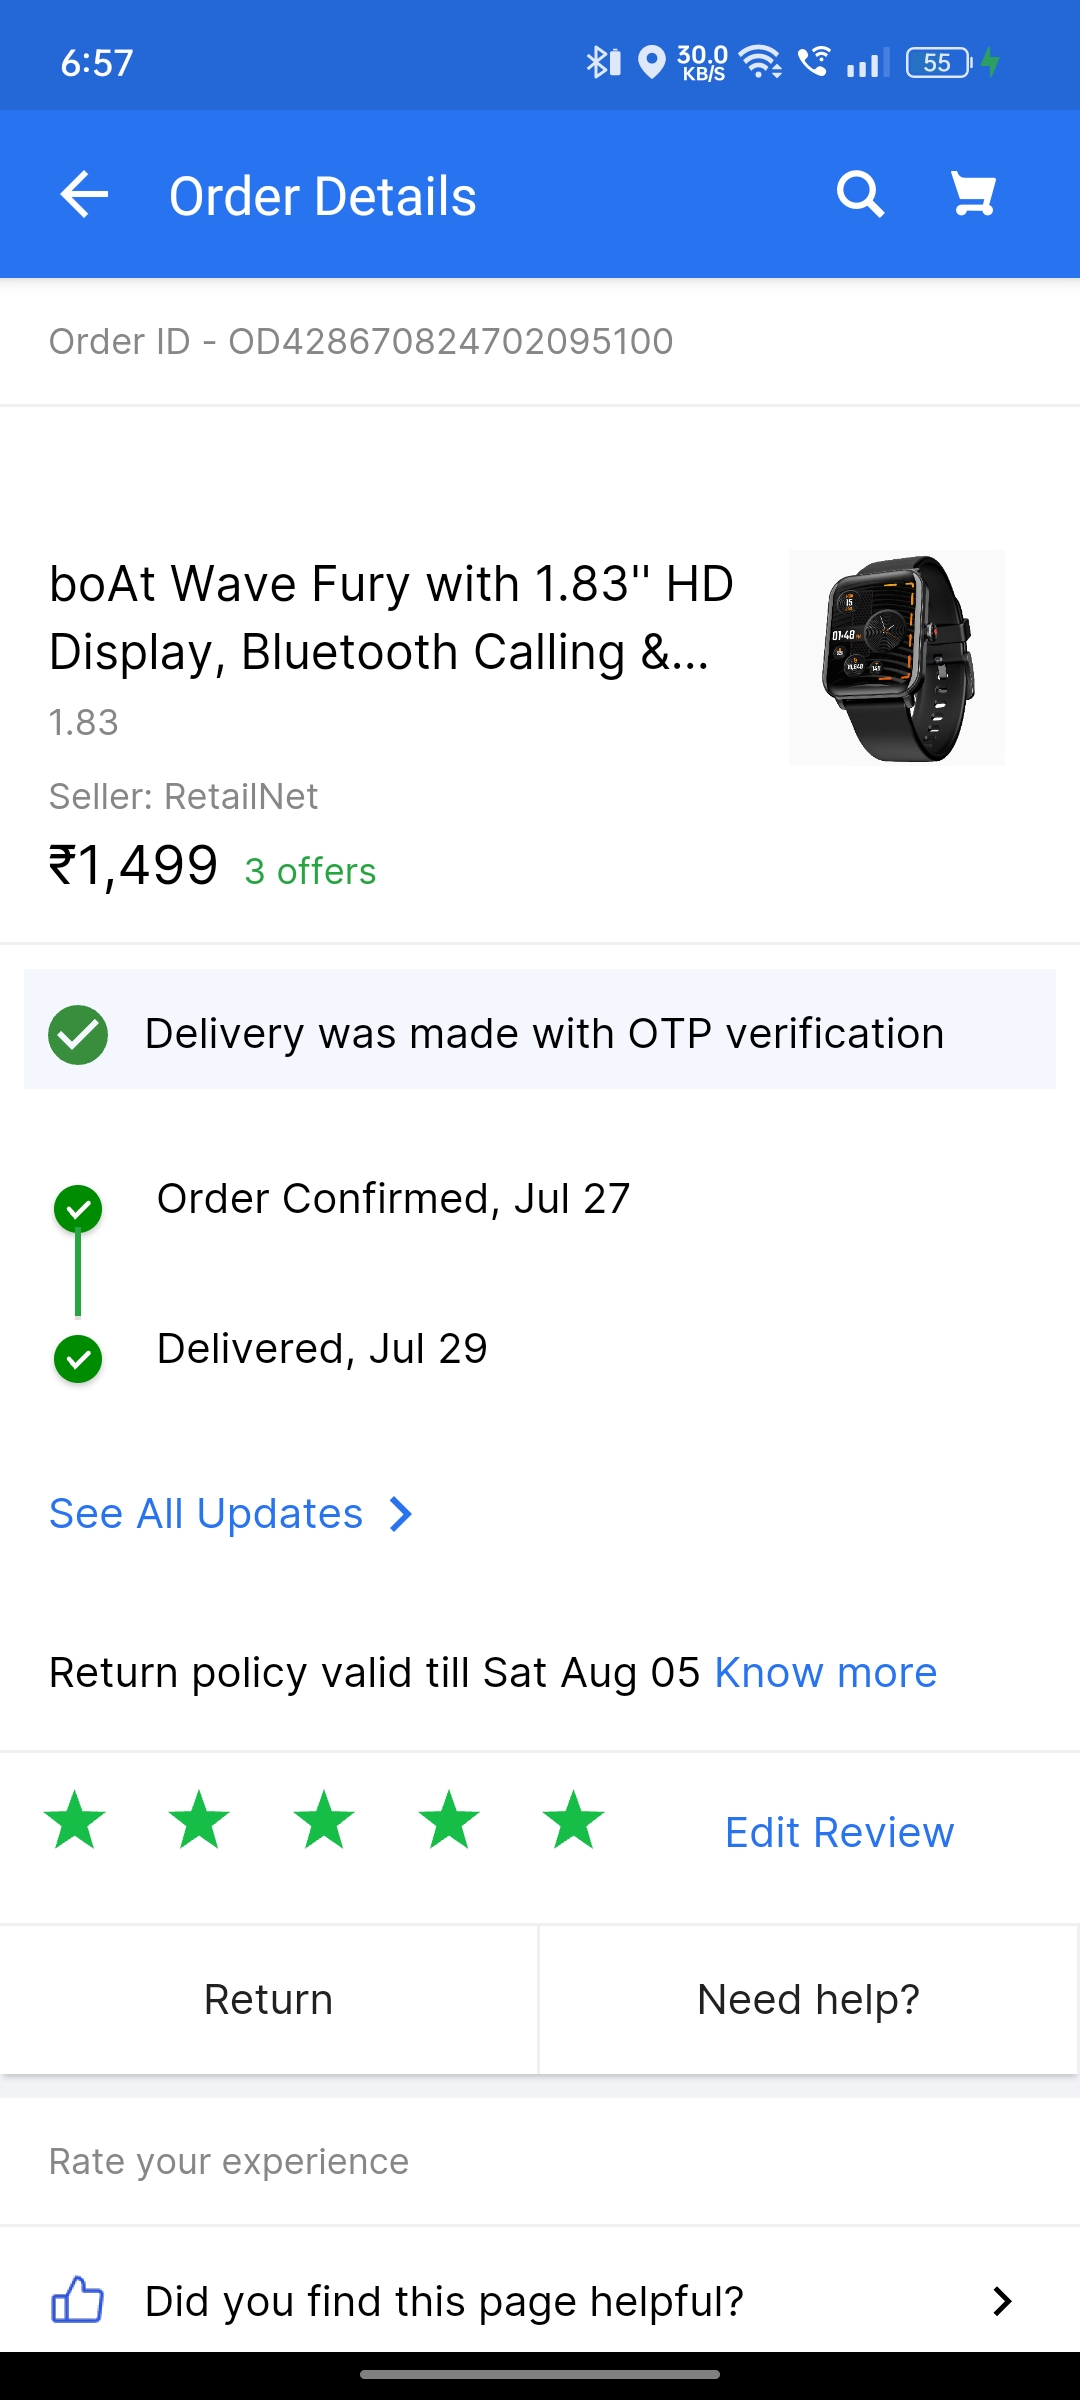 6:57
30.0
KB/S
55
Order Details
Order ID - OD428670824702095100
boAt Wave Fury with 1.83" HD
Display, Bluetooth Calling &...
1.83
Seller: RetailNet
₹1,499 3 offers
Delivery was made with OTP verification
Order Confirmed, Jul 27
Delivered, Jul 29
See All Updates
Return policy valid till Sat Aug 05 Know more
Edit Review
Return
Need help?
Rate your experience
Did you find this page helpful?